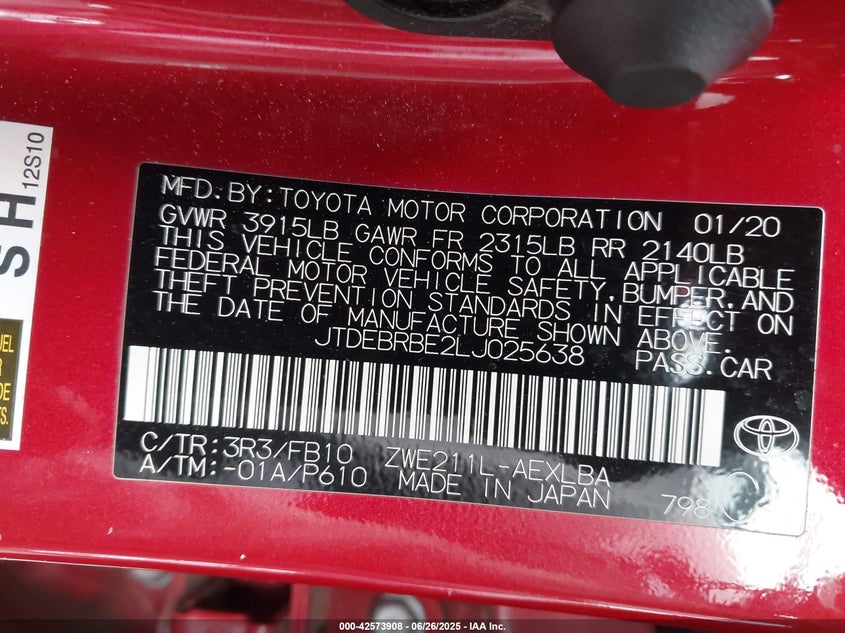 MFD.BY:TOYOTA MOTOR CORPORATION 01/20
GVWR 3915LB GAWR FR 2315LB RR 2140LB
THIS VEHICLE CONFORMS TO ALL APPLICABLE
FEDERAL MOTOR VEHICLE SAFETY,BUMPER,AND
THEFT PREVENTION STANDARDS IN EFFECT ON
THE DATE OF MANUFACTURE SHOWN ABOVE.
JTDEBRBE2LJ025638 PASS.CAR
C/TR:3R3/FB10 ZWE211L-AEXLBA
A/TM:-01A/P610 MADE IN JAPAN 798
C
SH
12S10
UEL
R
DE
TS.
000-42573908 - 06/26/2025 - IAA Inc.